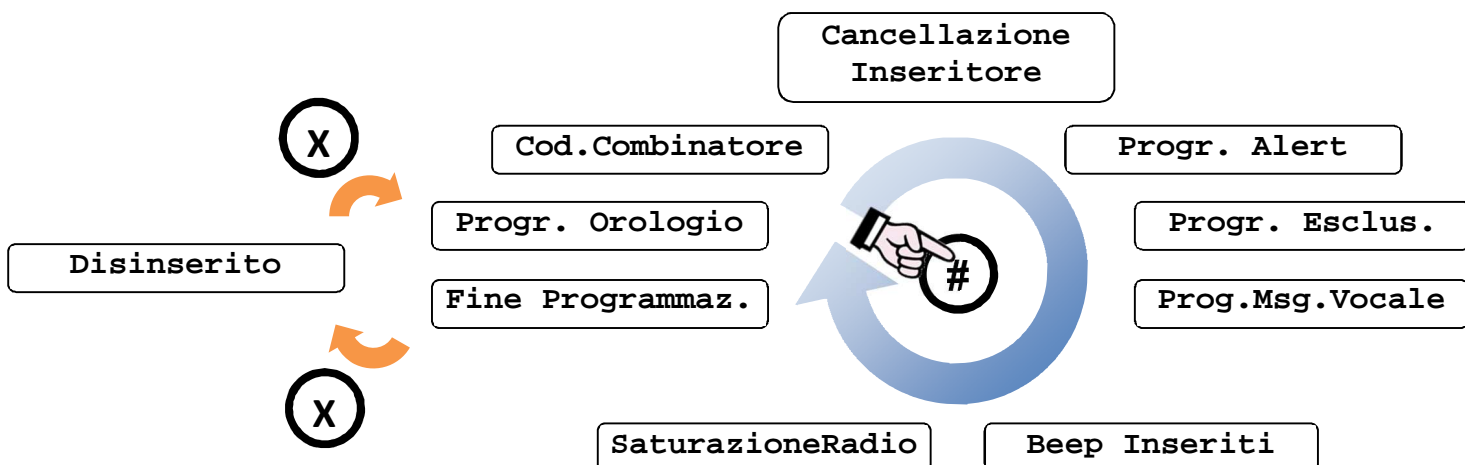 Cancellazione
Inseritore
X
Cod.Combinatore
Progr. Alert
Progr. Orologio
Progr. Esclus.
Disinserito
#
Fine Programmaz.
Prog.Msg.Vocale
X
SaturazioneRadio
Beep Inseriti